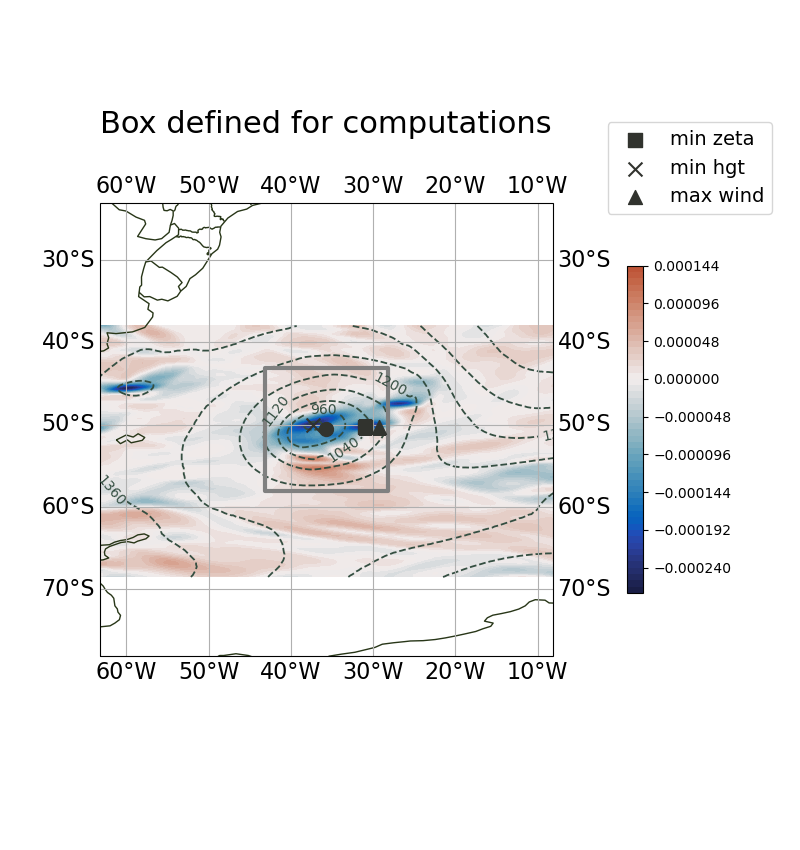 Box defined for computations
min zeta
min hgt
max wind
60°W 50°W 40°W 30°W 20°W 10°W
30°S 30°S
40°S 40°S
50°S 50°S
60°S 60°S
70°S 70°S
1200
1120
960
1040
1360
60°W 50°W 40°W 30°W 20°W 10°W
0.000144
0.000096
0.000048
0.000000
−0.000048
−0.000096
−0.000144
−0.000192
−0.000240